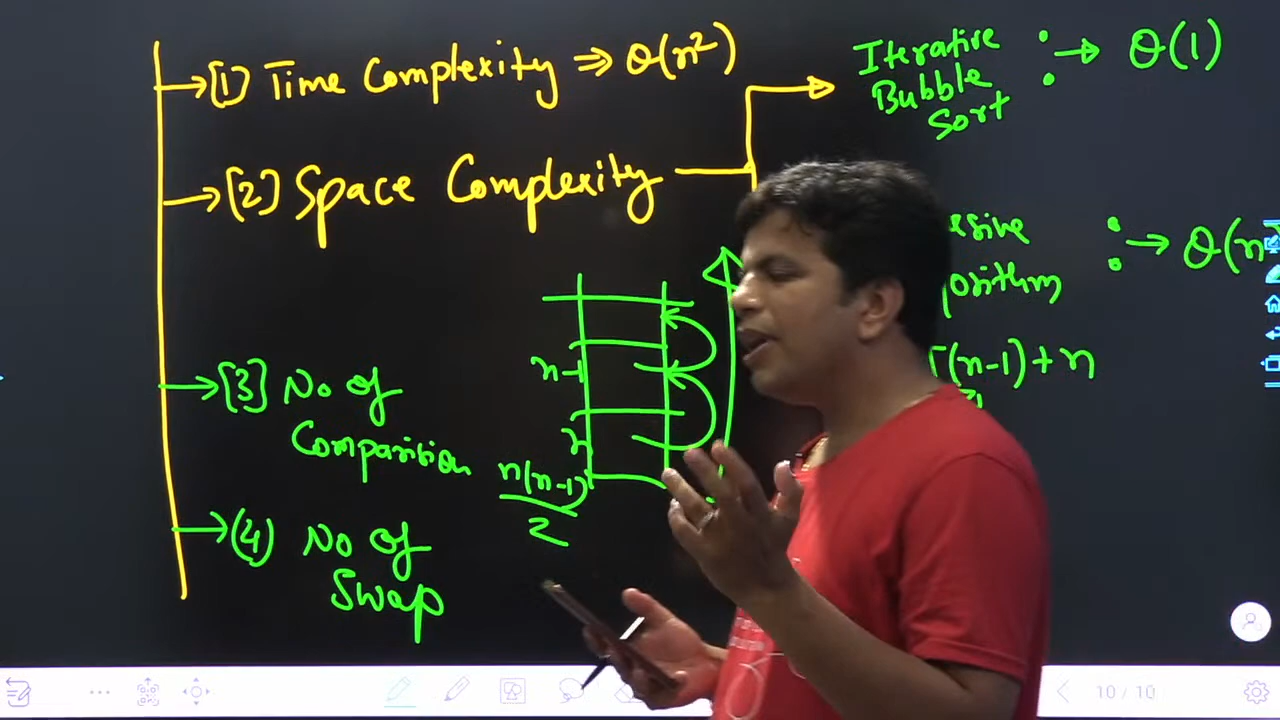 [1] Time Complexity ⇒ θ(n²)
Iterative
Bubble
Sort : → θ(1)
[2] Space Complexity
: → θ(n
(n-1)+n
n-1
n
n(n-1)
2
[3] No of
Comparition
(4) No of
Swap
10 / 10